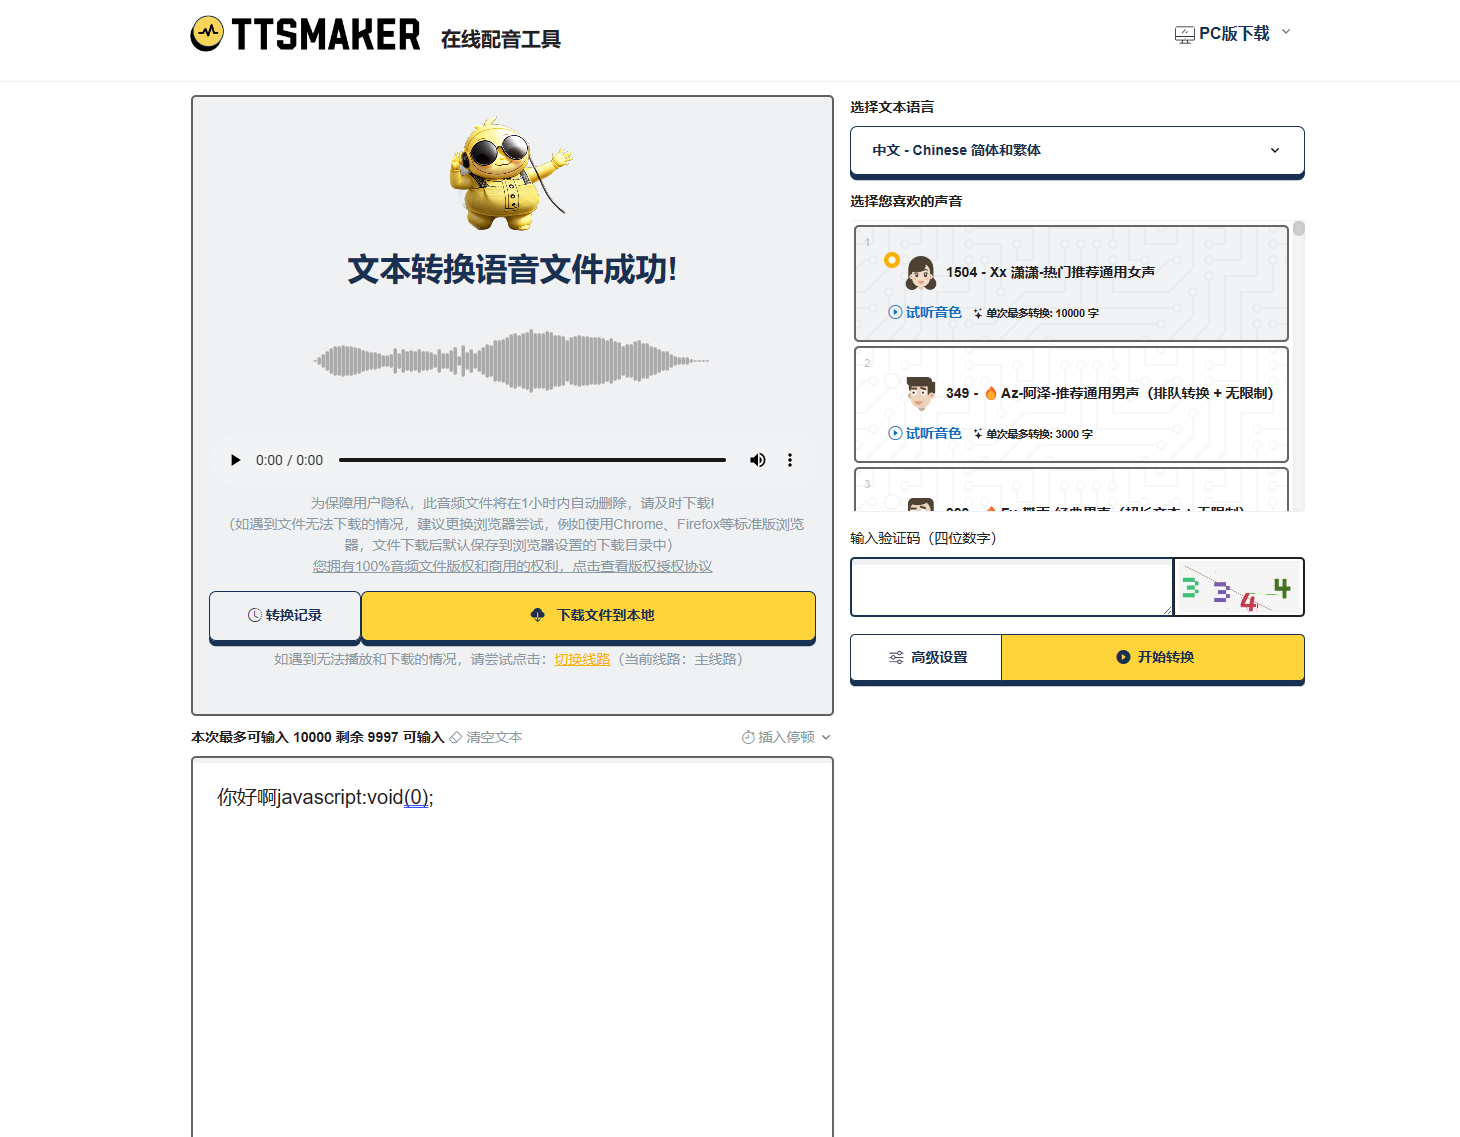 TTSMAKER 在线配音工具
PC版下载
文本转换语音文件成功!
0:00 / 0:00
为保障用户隐私，此音频文件将在1小时内自动删除，请及时下载!
（如遇到文件无法下载的情况，建议更换浏览器尝试，例如使用Chrome、Firefox等标准版浏览
器，文件下载后默认保存到浏览器设置的下载目录中）
您拥有100%音频文件版权和商用的权利，点击查看版权授权协议
转换记录
下载文件到本地
如遇到无法播放和下载的情况，请尝试点击：切换线路（当前线路：主线路）
本次最多可输入 10000 剩余 9997 可输入 清空文本
插入停顿
你好啊javascript:void(0);
选择文本语言
中文 - Chinese 简体和繁体
选择您喜欢的声音
1
1504 - Xx 潇潇-热门推荐通用女声
试听音色 单次最多转换: 10000 字
2
349 - 🔥 Az-阿泽-推荐通用男声（排队转换 + 无限制）
试听音色 单次最多转换: 3000 字
3
输入验证码（四位数字）
3 3 4 4
高级设置
开始转换